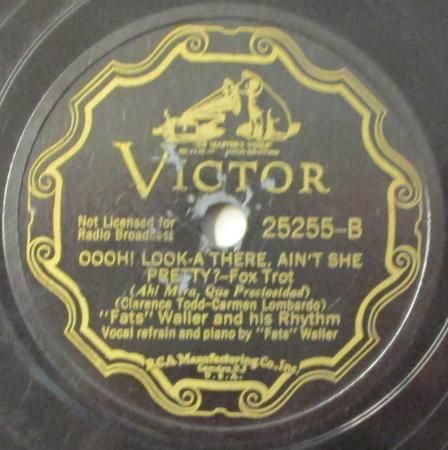 "HIS MASTER'S VOICE"
VICTOR
Not Licensed for
Radio Broadcast
25255-B
OOOH! LOOK-A THERE, AIN'T SHE
PRETTY?—Fox Trot
(Ah! Mira, Que Preciosidad)
(Clarence Todd-Carmen Lombardo)
"Fats" Waller and his Rhythm
Vocal refrain and piano by "Fats" Waller
RCA Manufacturing Co., Inc.
Camden, N.J.
U.S.A.